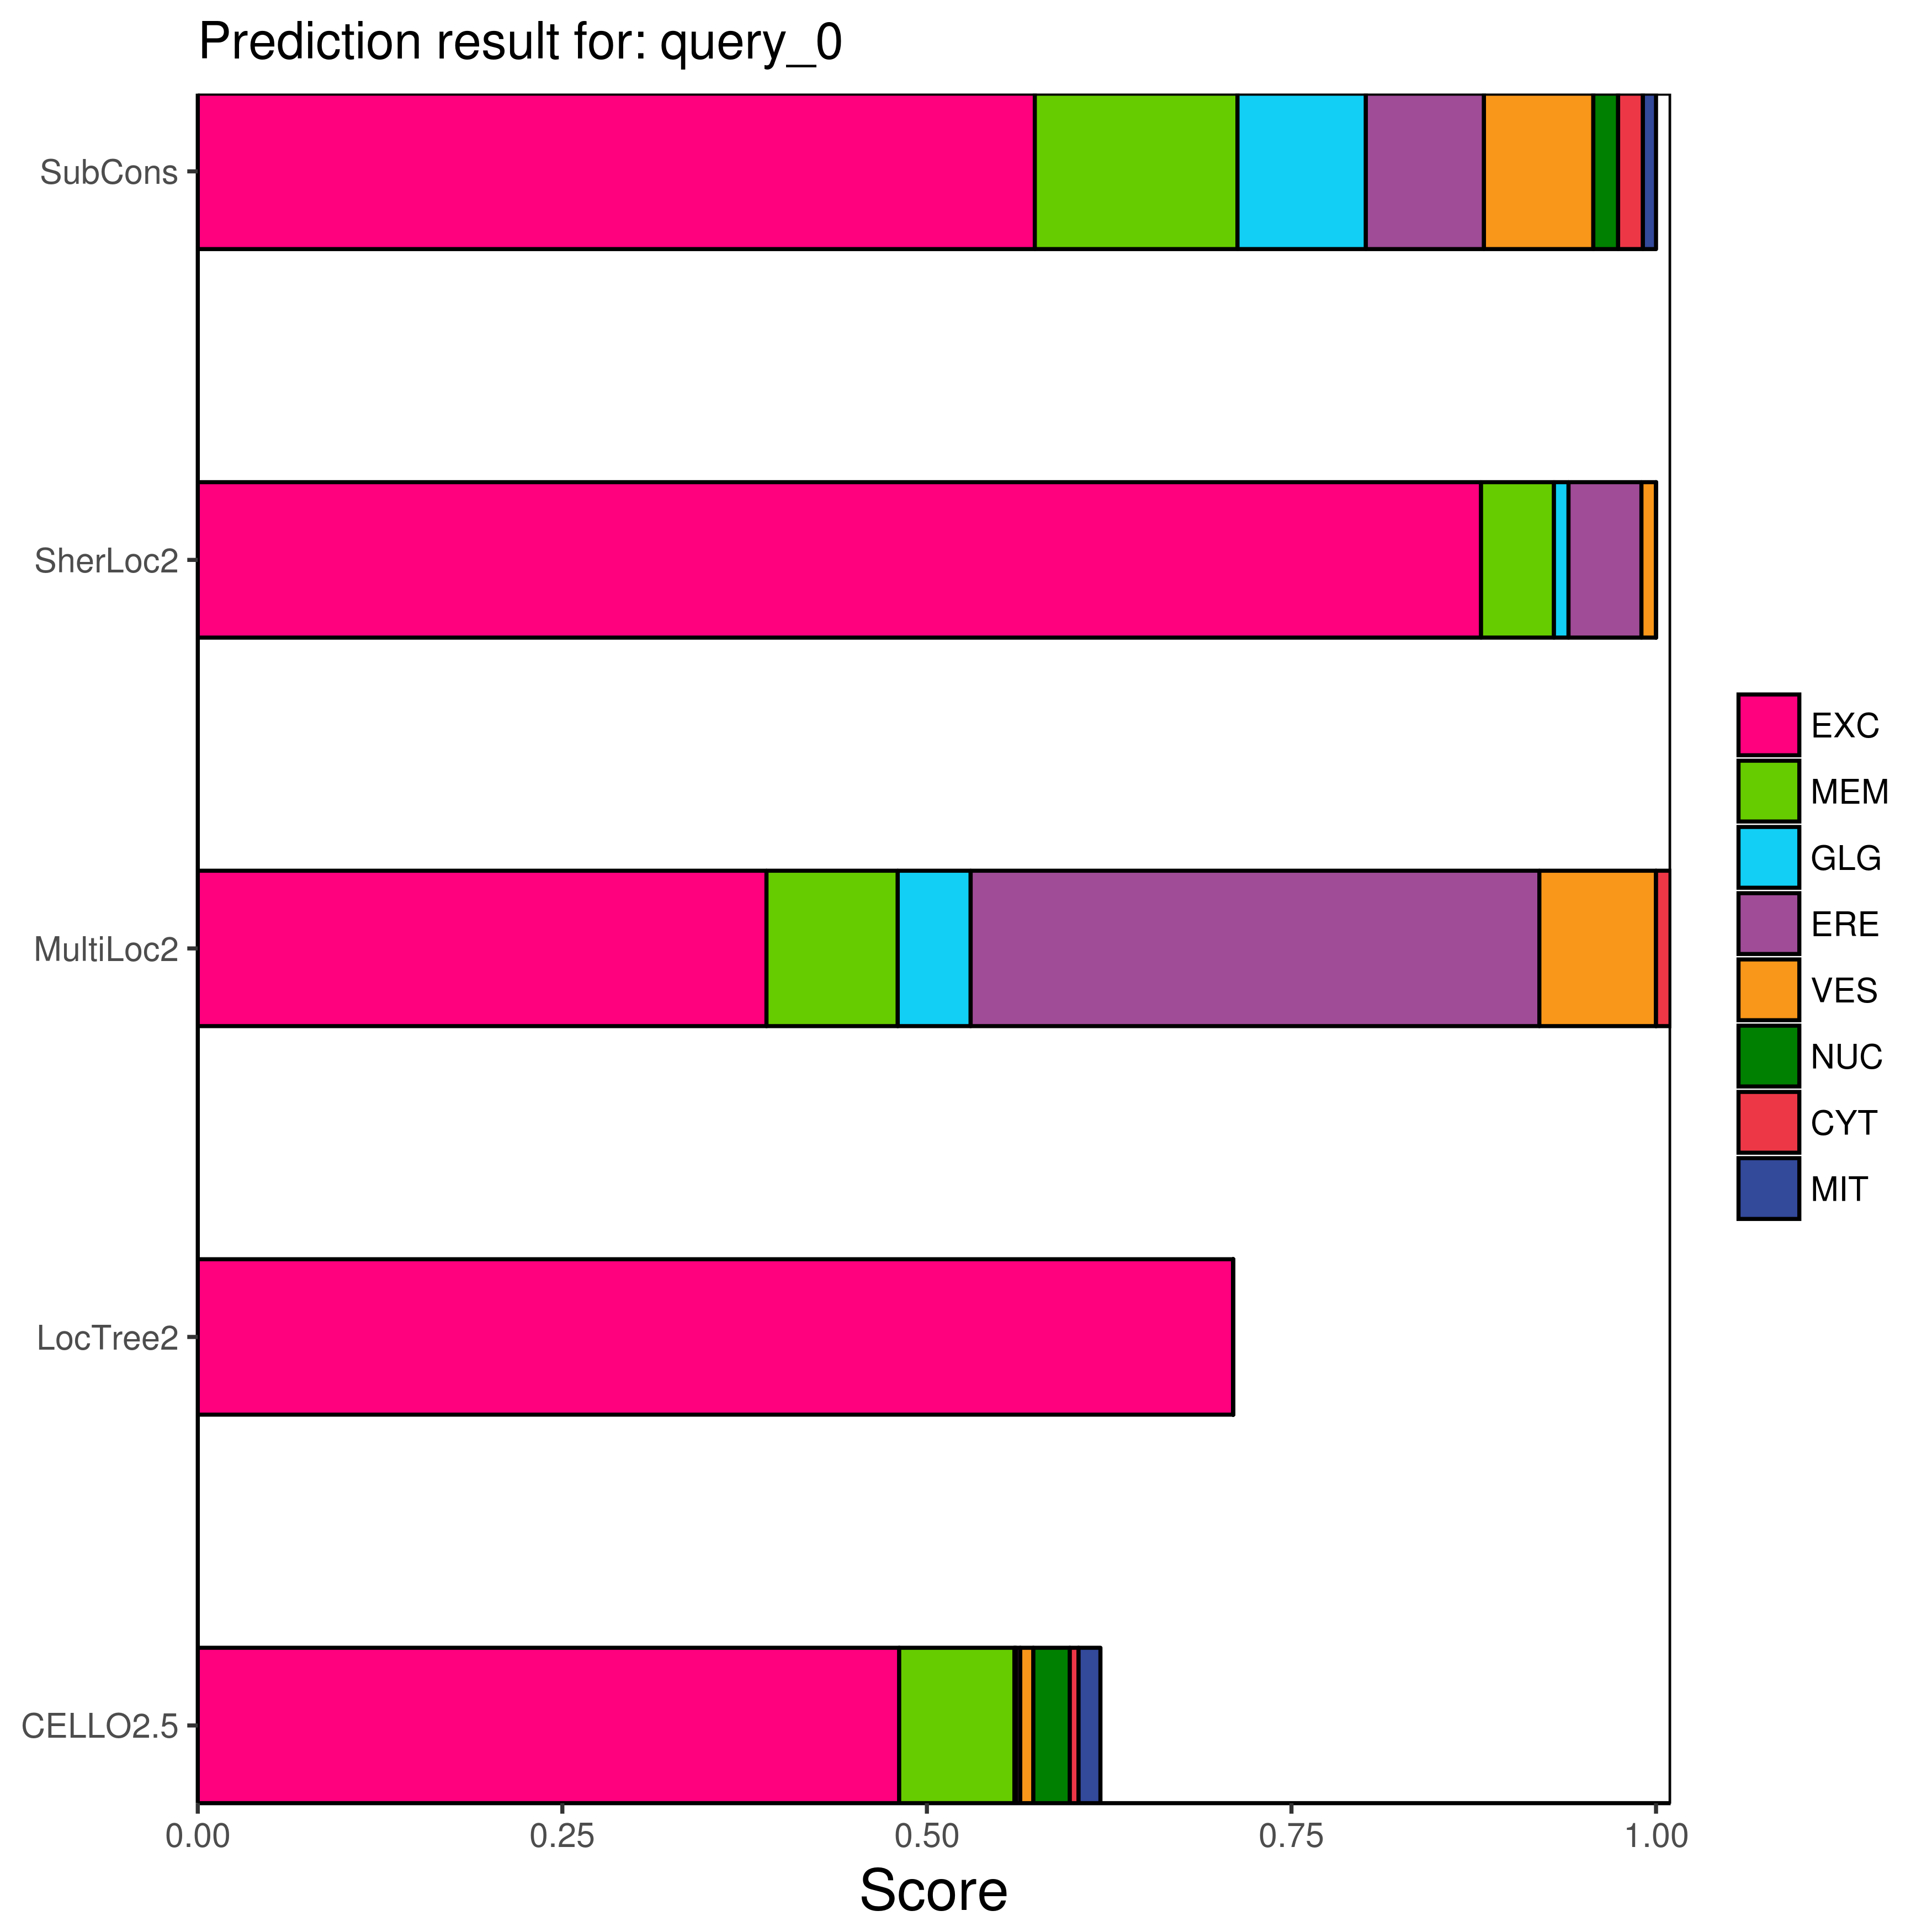 Prediction result for: query_0
SubCons
SherLoc2
MultiLoc2
LocTree2
CELLO2.5
0.00 0.25 0.50 0.75 1.00
Score
EXC
MEM
GLG
ERE
VES
NUC
CYT
MIT